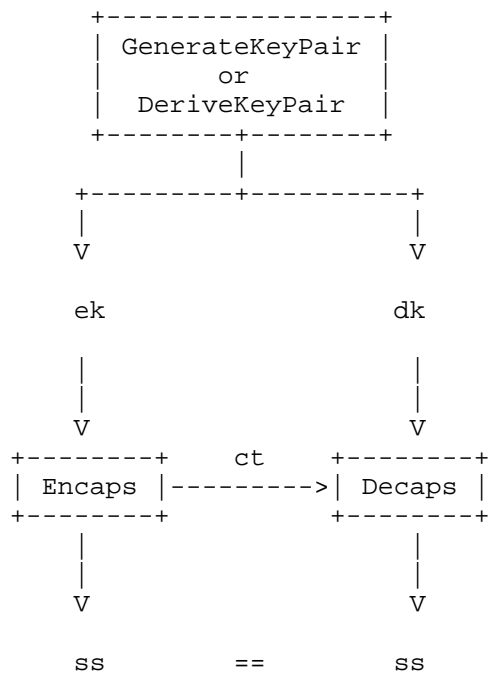 GenerateKeyPair
or
DeriveKeyPair
V V
ek dk
V V
ct
Encaps Decaps
V V
ss == ss